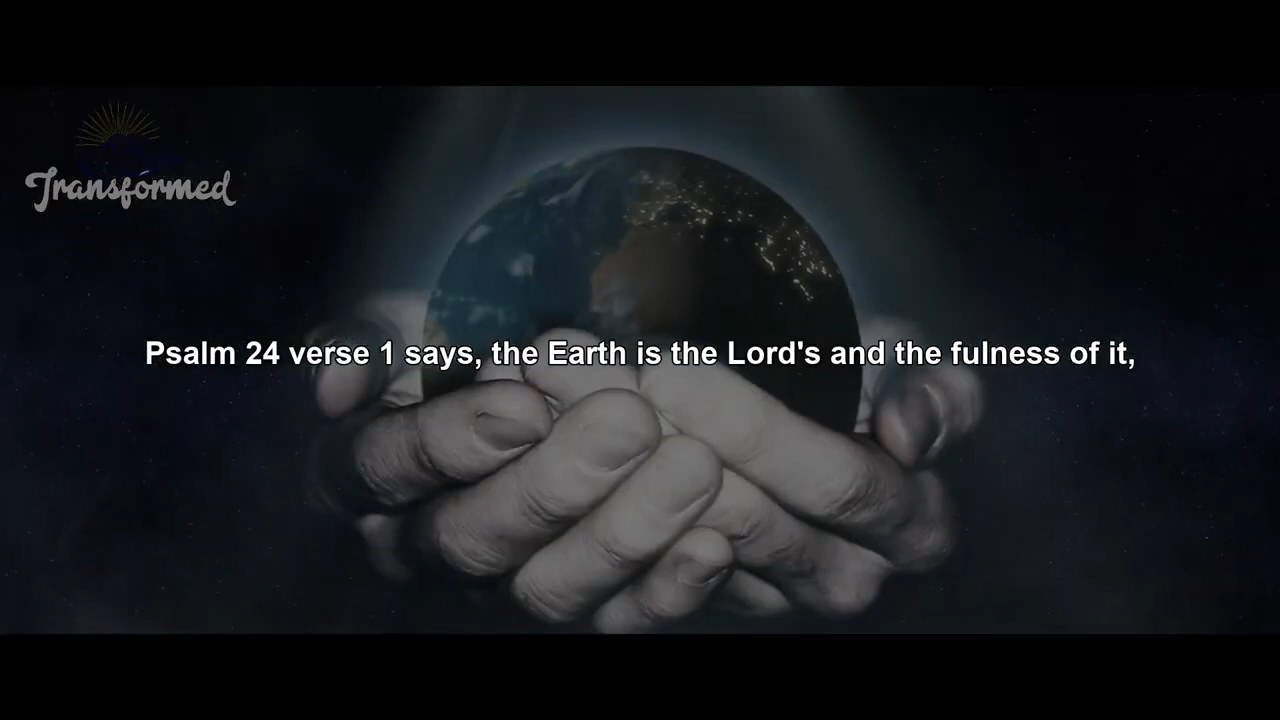 Transformed
Psalm 24 verse 1 says, the Earth is the Lord's and the fulness of it,